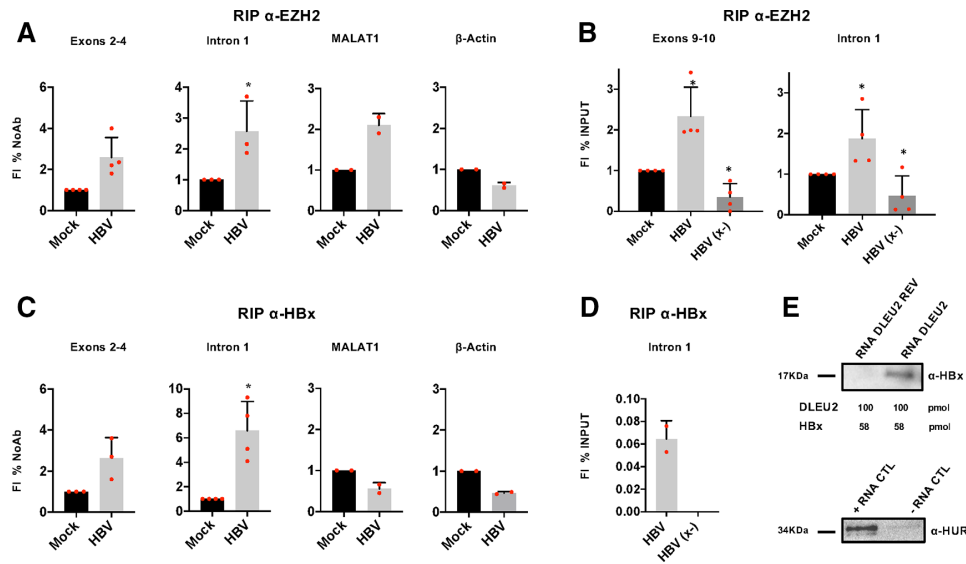 A
RIP α-EZH2
Exons 2-4
Intron 1
MALAT1
β-Actin
FI % NoAb
6
4
2
0
Mock
HBV
4
3
2
1
0
*
Mock
HBV
3
2
1
0
Mock
HBV
3
2
1
0
Mock
HBV
B
RIP α-EZH2
Exons 9-10
Intron 1
FI % INPUT
3
2
1
0
*
*
Mock
HBV
HBV (x-)
3
2
1
0
*
*
Mock
HBV
HBV (x-)
C
RIP α-HBx
Exons 2-4
Intron 1
MALAT1
β-Actin
FI % NoAb
6
4
2
0
Mock
HBV
10
8
6
4
2
0
*
Mock
HBV
3
2
1
0
Mock
HBV
3
2
1
0
Mock
HBV
D
RIP α-HBx
Intron 1
FI % INPUT
0.10
0.08
0.06
0.04
0.02
0.00
HBV
HBV (x-)
E
RNA DLEU2 REV
RNA DLEU2
17KDa
α-HBx
DLEU2 100 100 pmol
HBx 58 58 pmol
+ RNA CTL
- RNA CTL
34KDa
α-HUR